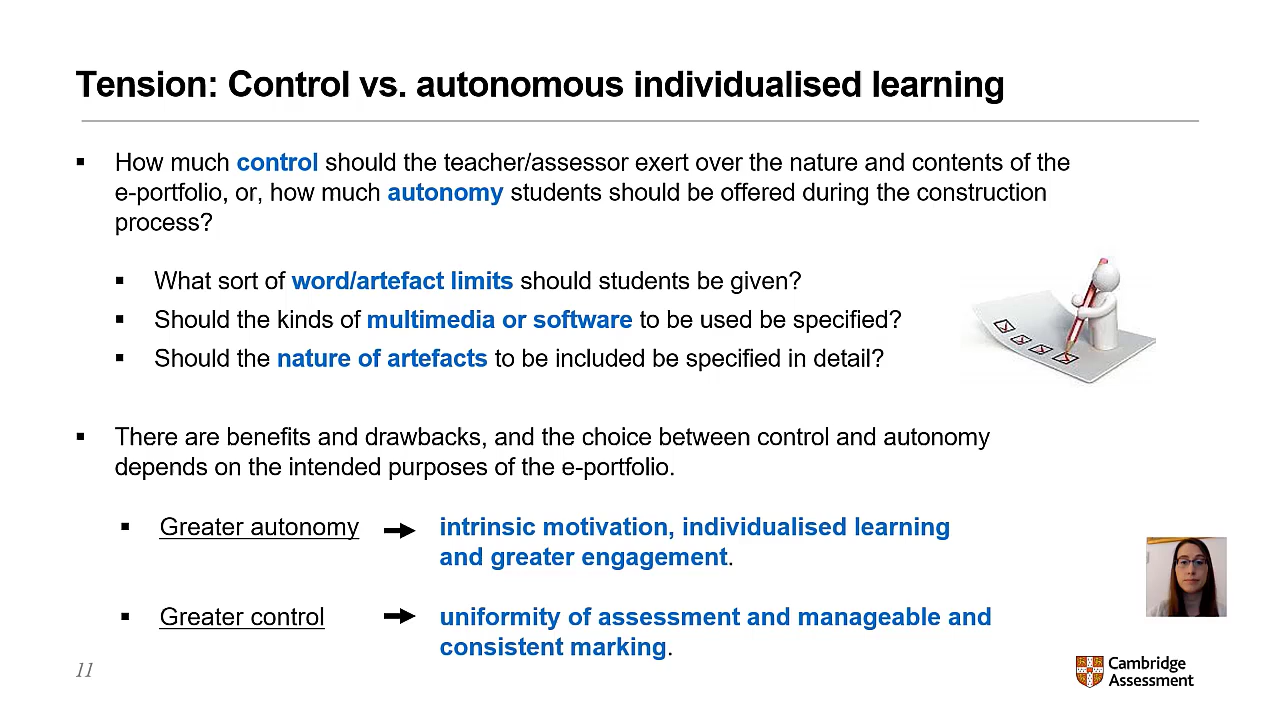 Tension: Control vs. autonomous individualised learning
▪ How much control should the teacher/assessor exert over the nature and contents of the
e-portfolio, or, how much autonomy students should be offered during the construction
process?
▪ What sort of word/artefact limits should students be given?
▪ Should the kinds of multimedia or software to be used be specified?
▪ Should the nature of artefacts to be included be specified in detail?
▪ There are benefits and drawbacks, and the choice between control and autonomy
depends on the intended purposes of the e-portfolio.
▪ Greater autonomy → intrinsic motivation, individualised learning
and greater engagement.
▪ Greater control → uniformity of assessment and manageable and
consistent marking.
11
Cambridge
Assessment